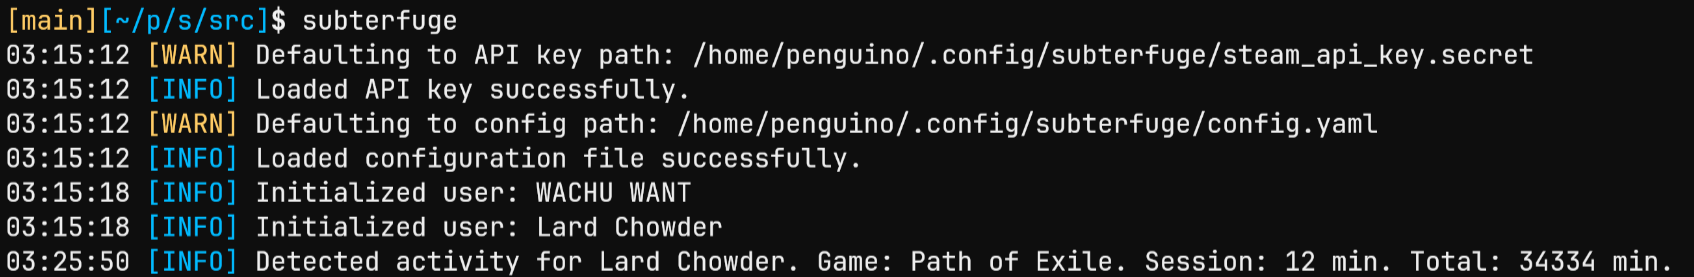 [main][~/p/s/src]$ subterfuge
03:15:12 [WARN] Defaulting to API key path: /home/penguino/.config/subterfuge/steam_api_key.secret
03:15:12 [INFO] Loaded API key successfully.
03:15:12 [WARN] Defaulting to config path: /home/penguino/.config/subterfuge/config.yaml
03:15:12 [INFO] Loaded configuration file successfully.
03:15:18 [INFO] Initialized user: WACHU WANT
03:15:18 [INFO] Initialized user: Lard Chowder
03:25:50 [INFO] Detected activity for Lard Chowder. Game: Path of Exile. Session: 12 min. Total: 34334 min.